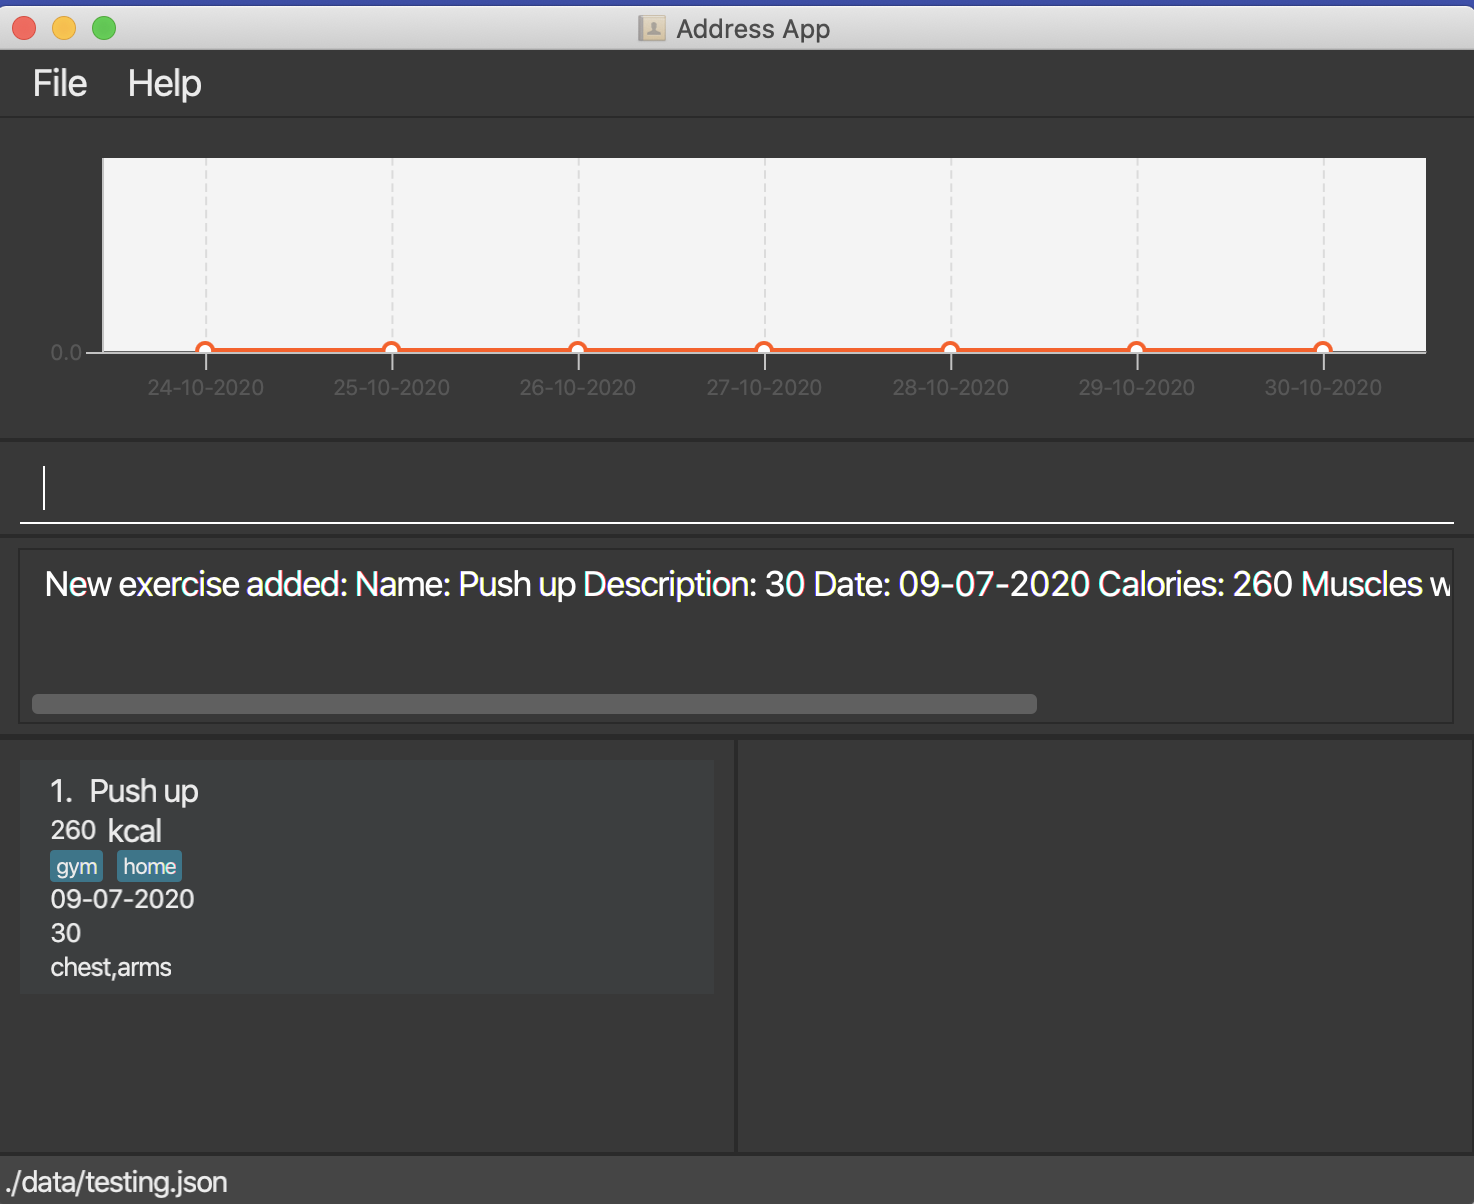 Address App
File Help
0.0
24-10-2020 25-10-2020 26-10-2020 27-10-2020 28-10-2020 29-10-2020 30-10-2020
New exercise added: Name: Push up Description: 30 Date: 09-07-2020 Calories: 260 Muscles w
1. Push up
260 kcal
gym home
09-07-2020
30
chest,arms
./data/testing.json